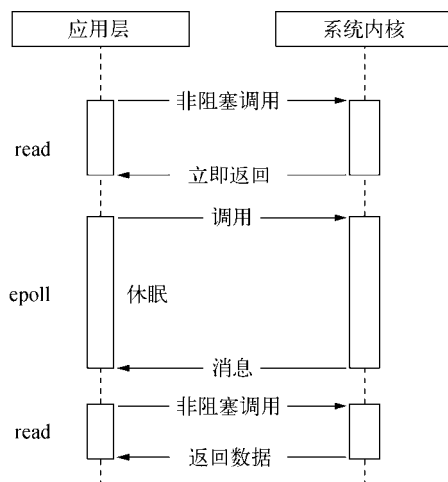 应用层
系统内核
非阻塞调用
read
立即返回
调用
epoll
休眠
消息
非阻塞调用
read
返回数据